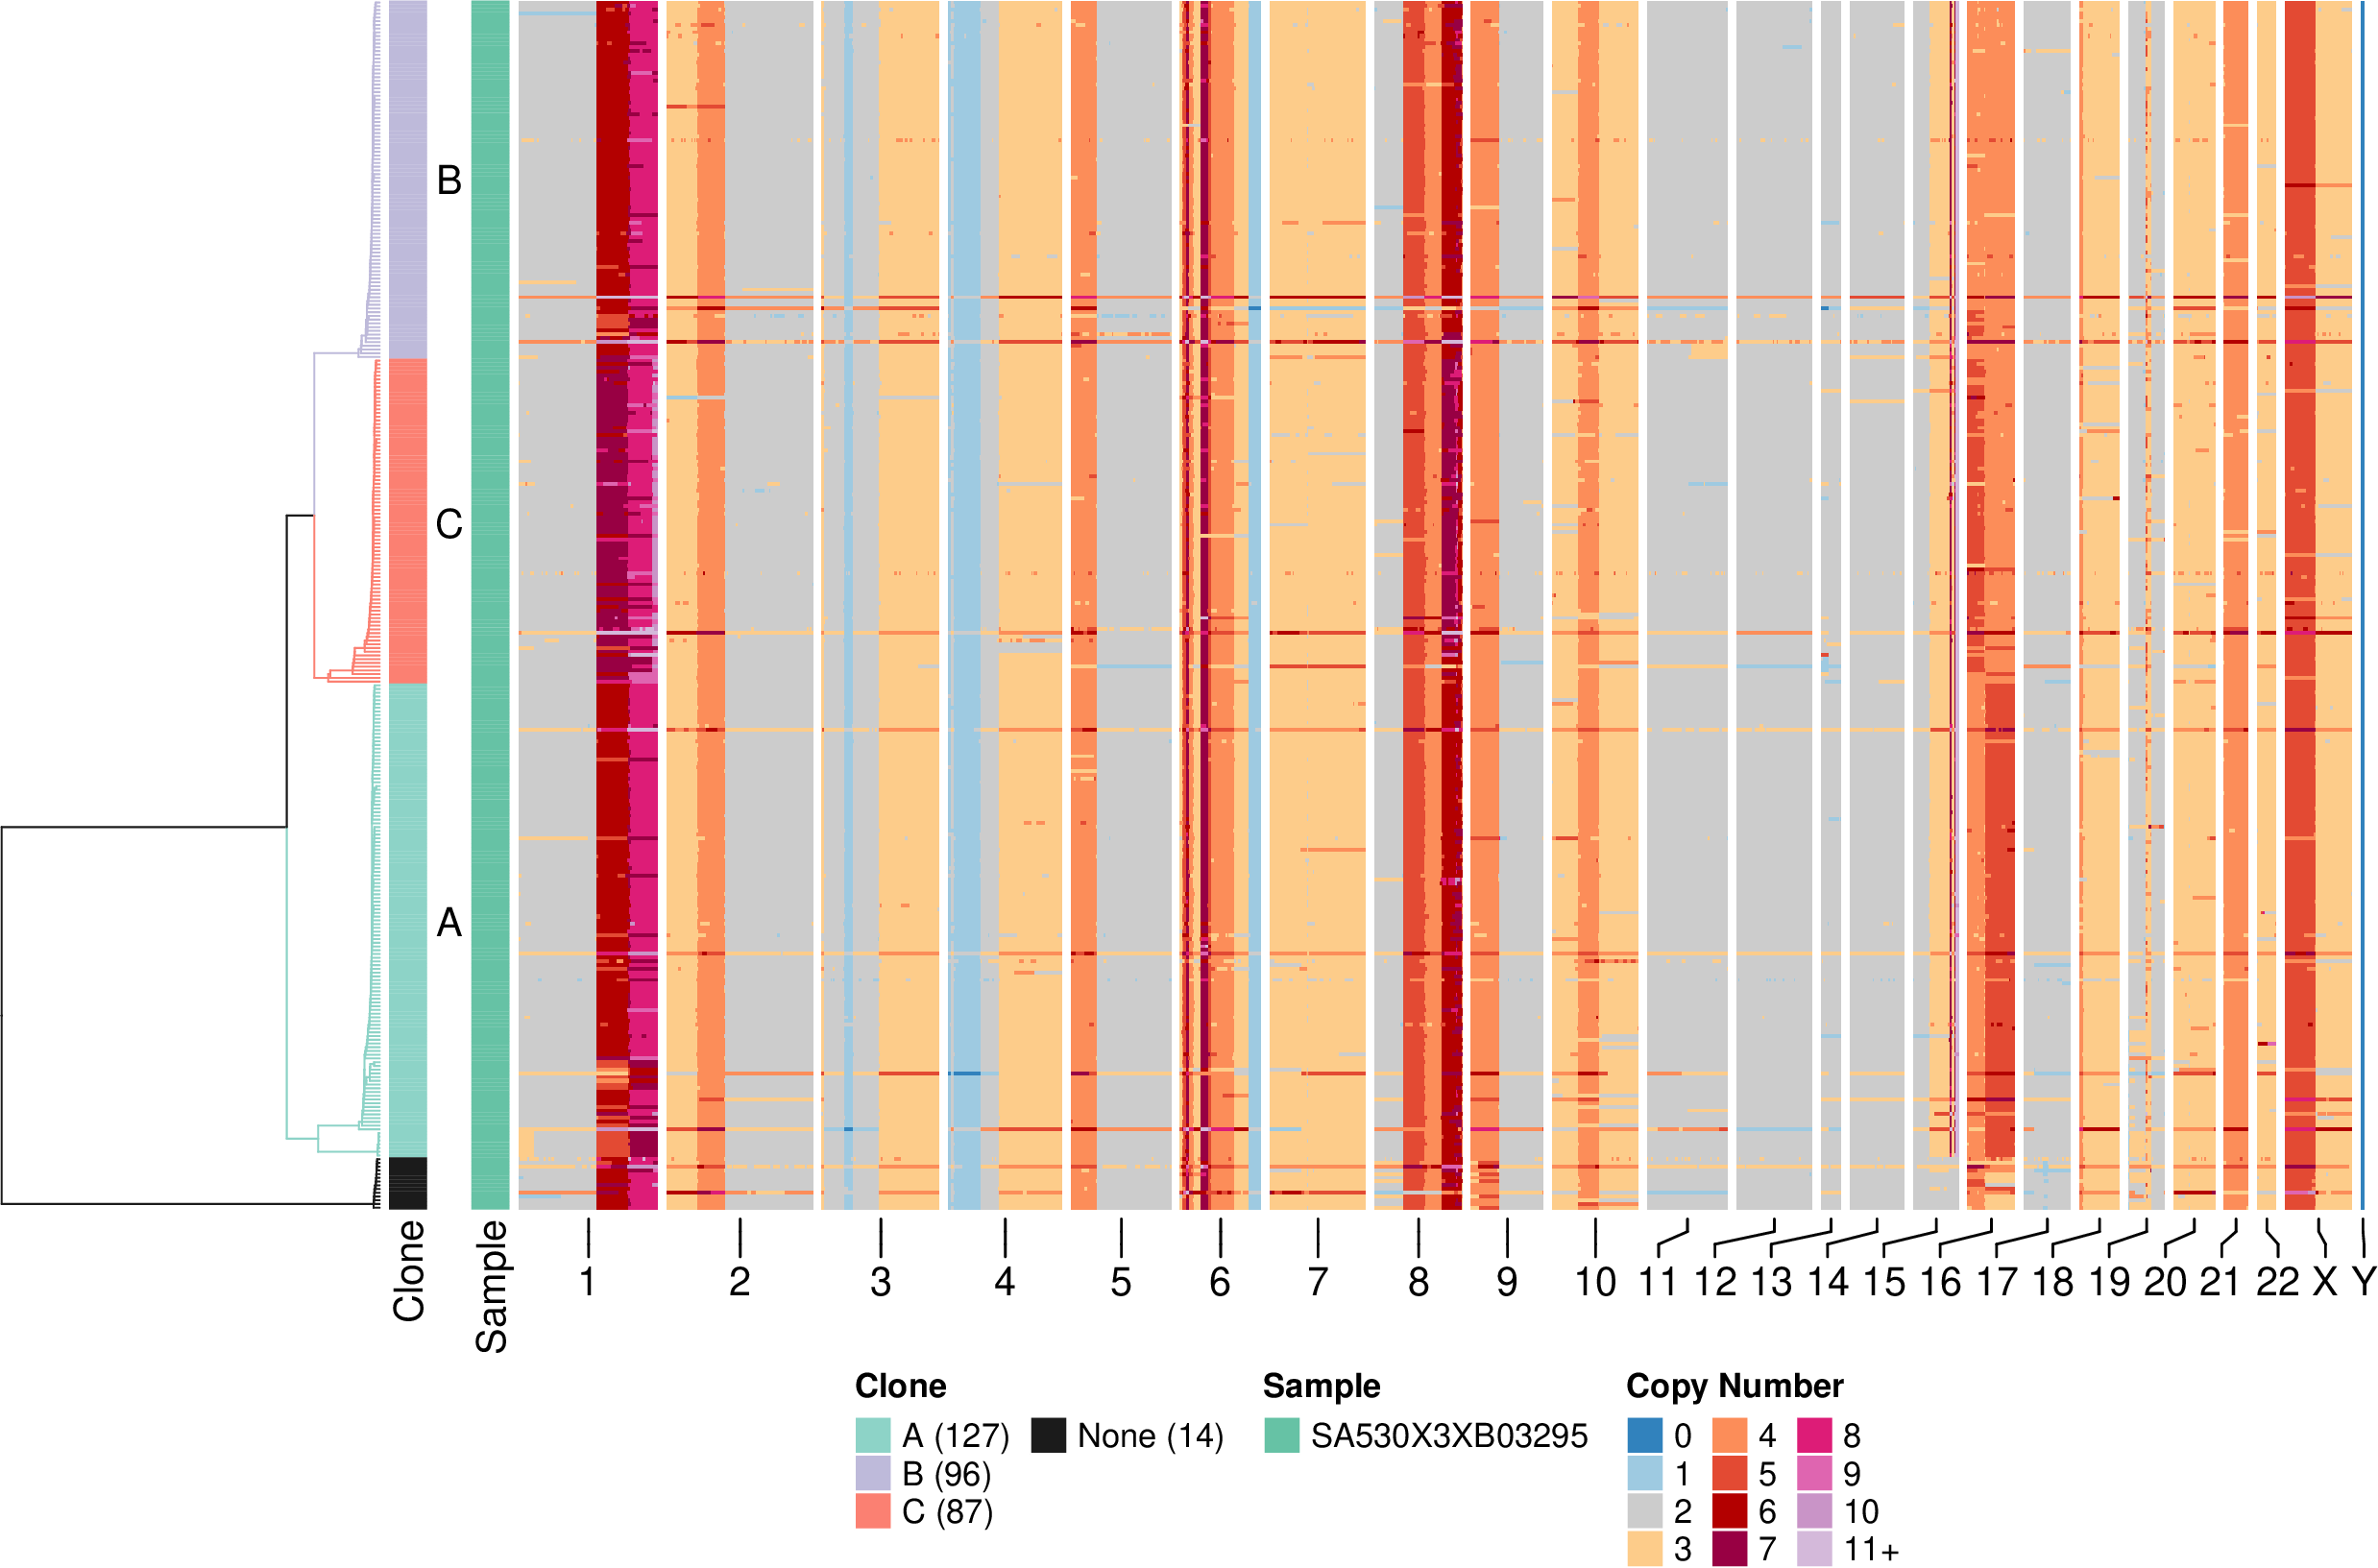 B
C
A
Clone
Sample
1 2 3 4 5 6 7 8 9 10 11 12 13 14 15 16 17 18 19 20 21 22 X Y
Clone Sample Copy Number
A (127) None (14) SA530X3XB03295 0 4 8
B (96) 1 5 9
C (87) 2 6 10
3 7 11+